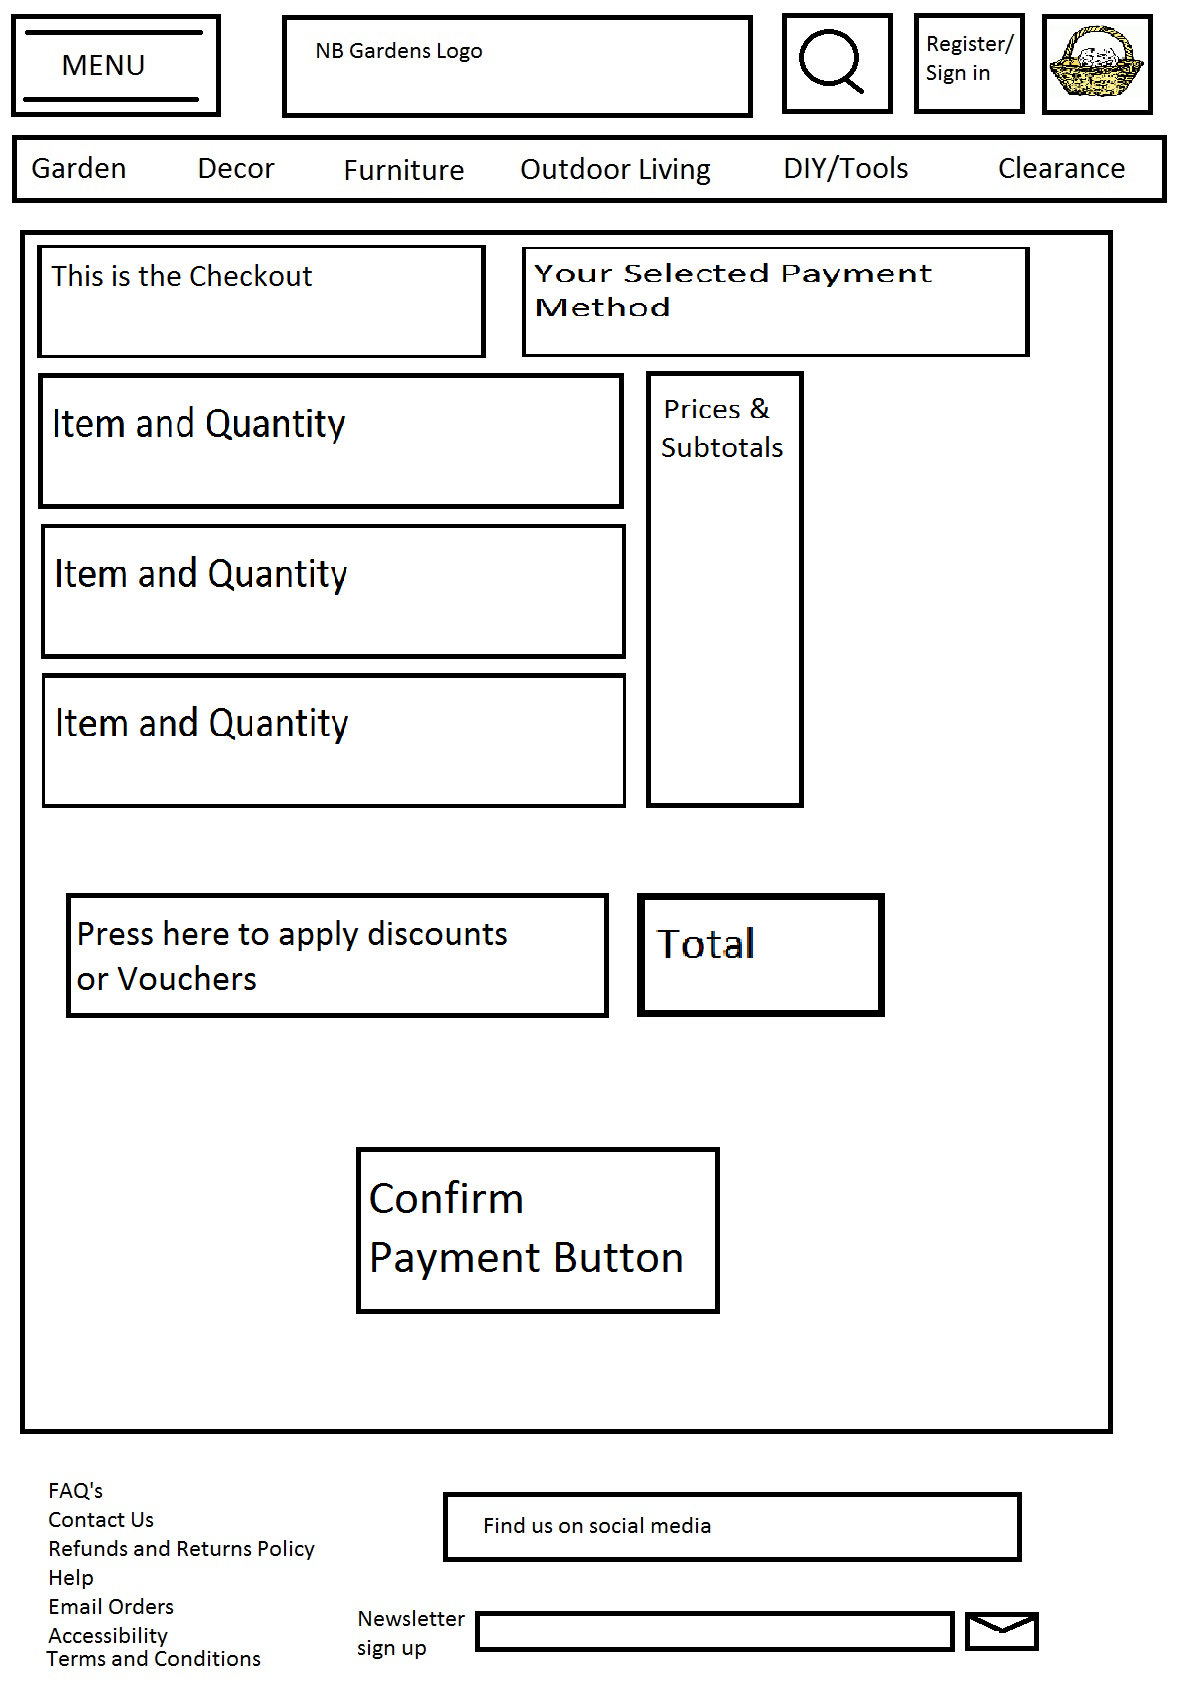 MENU
NB Gardens Logo
Register/
Sign in
Garden Decor Furniture Outdoor Living DIY/Tools Clearance
This is the Checkout
Your Selected Payment
Method
Item and Quantity
Prices &
Subtotals
Item and Quantity
Item and Quantity
Press here to apply discounts
or Vouchers
Total
Confirm
Payment Button
FAQ's
Contact Us
Refunds and Returns Policy
Help
Email Orders
Accessibility
Terms and Conditions
Find us on social media
Newsletter
sign up